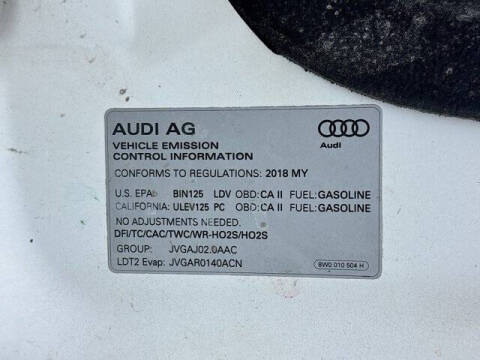 AUDI AG
Audi
VEHICLE EMISSION
CONTROL INFORMATION
CONFORMS TO REGULATIONS: 2018 MY
U.S. EPA: BIN125 LDV OBD:CA II FUEL:GASOLINE
CALIFORNIA: ULEV125 PC OBD:CA II FUEL:GASOLINE
NO ADJUSTMENTS NEEDED.
DFI/TC/CAC/TWC/WR-HO2S/HO2S
GROUP: JVGAJ02.0AAC
LDT2 Evap: JVGAR0140ACN
8W0 010 504 H